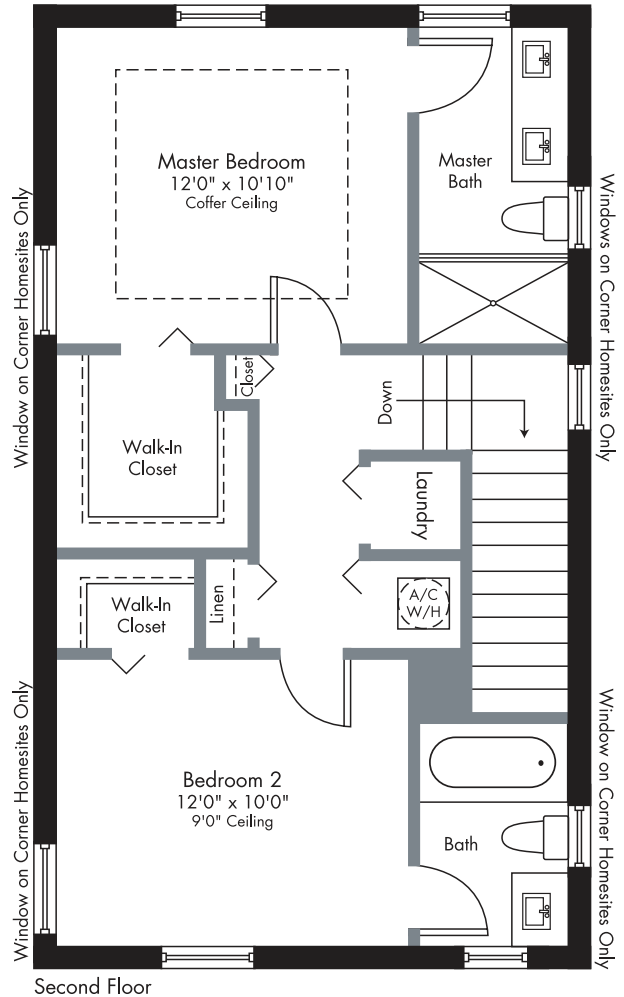 Master Bedroom
12'0" x 10'10"
Coffer Ceiling
Master
Bath
Window on Corner Homesites Only
Windows on Corner Homesites Only
Closet
Down
Walk-In
Closet
Laundry
Walk-In
Closet
Linen
A/C
W/H
Window on Corner Homesites Only
Window on Corner Homesites Only
Bedroom 2
12'0" x 10'0"
9'0" Ceiling
Bath
Second Floor